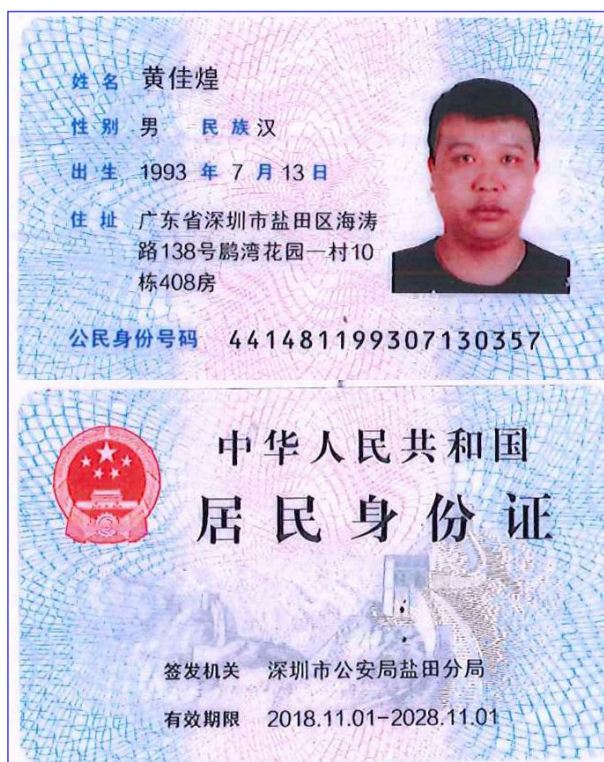 姓名 黄佳煌
性别 男 民族 汉
出生 1993 年 7 月 13 日
住址 广东省深圳市盐田区海涛
路138号鹏湾花园一村10
栋408房
公民身份号码 441481199307130357
中华人民共和国
居民身份证
签发机关 深圳市公安局盐田分局
有效期限 2018.11.01-2028.11.01